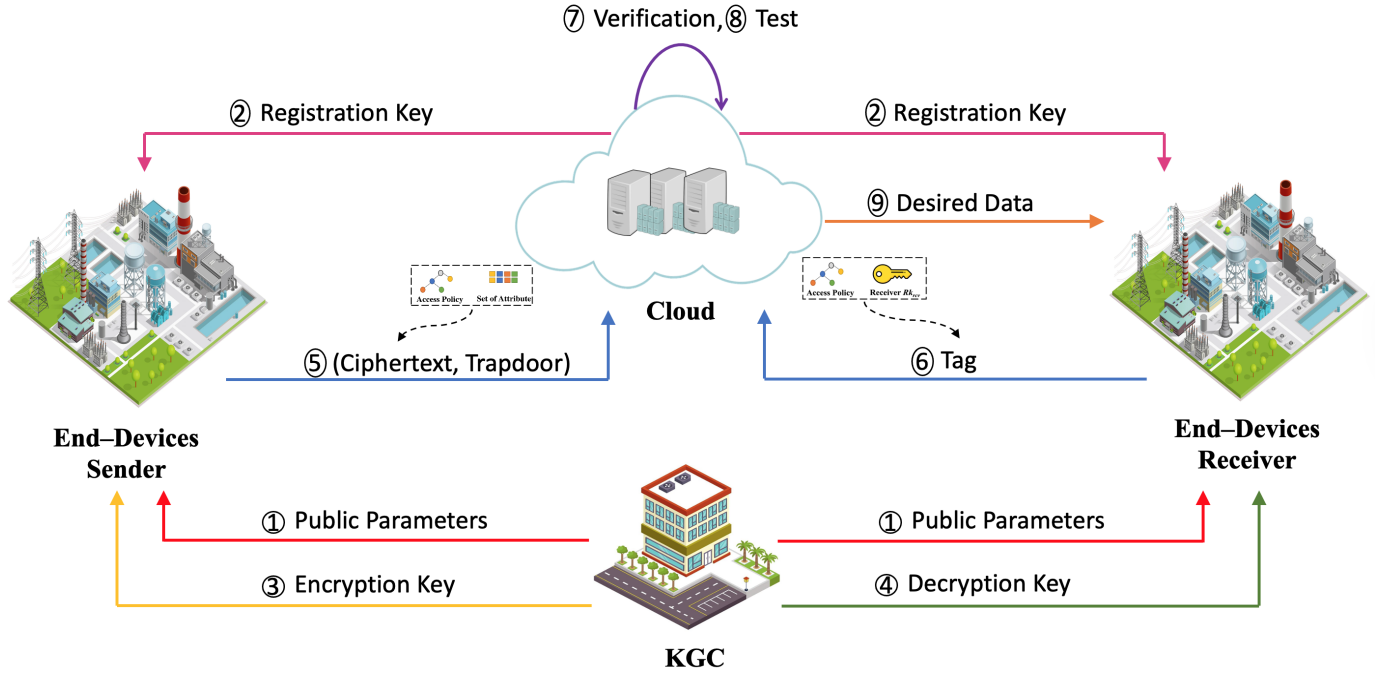 ⑦ Verification, ⑧ Test
② Registration Key
② Registration Key
⑨ Desired Data
Access Policy
Set of Attribute
Access Policy
Receiver Rkrcv
Cloud
⑤ (Ciphertext, Trapdoor)
⑥ Tag
End–Devices
Sender
End–Devices
Receiver
① Public Parameters
① Public Parameters
③ Encryption Key
④ Decryption Key
KGC